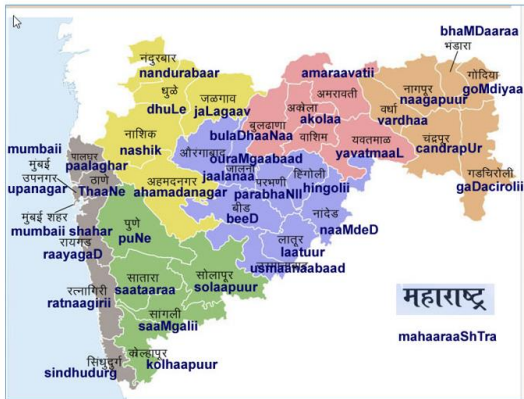 bhaMDaaraa
भंडारा
नंदुरबार
nandurabaar
amaraavatii
अमरावती
नागपूर
naagapuur
गोंदिया
goMdiyaa
धुळे
dhuLe
जळगाव
jaLagaav
अकोला
akolaa
वर्धा
vardhaa
बुलढाणा
bulaDhaaNaa
वाशिम
यवतमाळ
yavatmaaL
चंद्रपूर
candrapUr
नाशिक
nashik
औरंगाबाद
ouraMgaabaad
जालना
jaalanaa
हिंगोली
hingolii
गडचिरोली
gaDacirolii
mumbaii
मुंबई
उपनगर
upanagar
पालघर
paalaghar
ठाणे
ThaaNe
अहमदनगर
ahamadanagar
परभणी
parabhaNII
बीड
beeD
नांदेड
naaMdeD
मुंबई शहर
mumbaii shahar
रायगड
raayagaD
पुणे
puNe
लातूर
laatuur
usmaanaabaad
सातारा
saataaraa
सोलापूर
solaapuur
रत्नागिरी
ratnaagirii
सांगली
saaMgalii
महाराष्ट्र
mahaaraaShTra
सिंधुदुर्ग
sindhudurg
कोल्हापूर
kolhaapuur